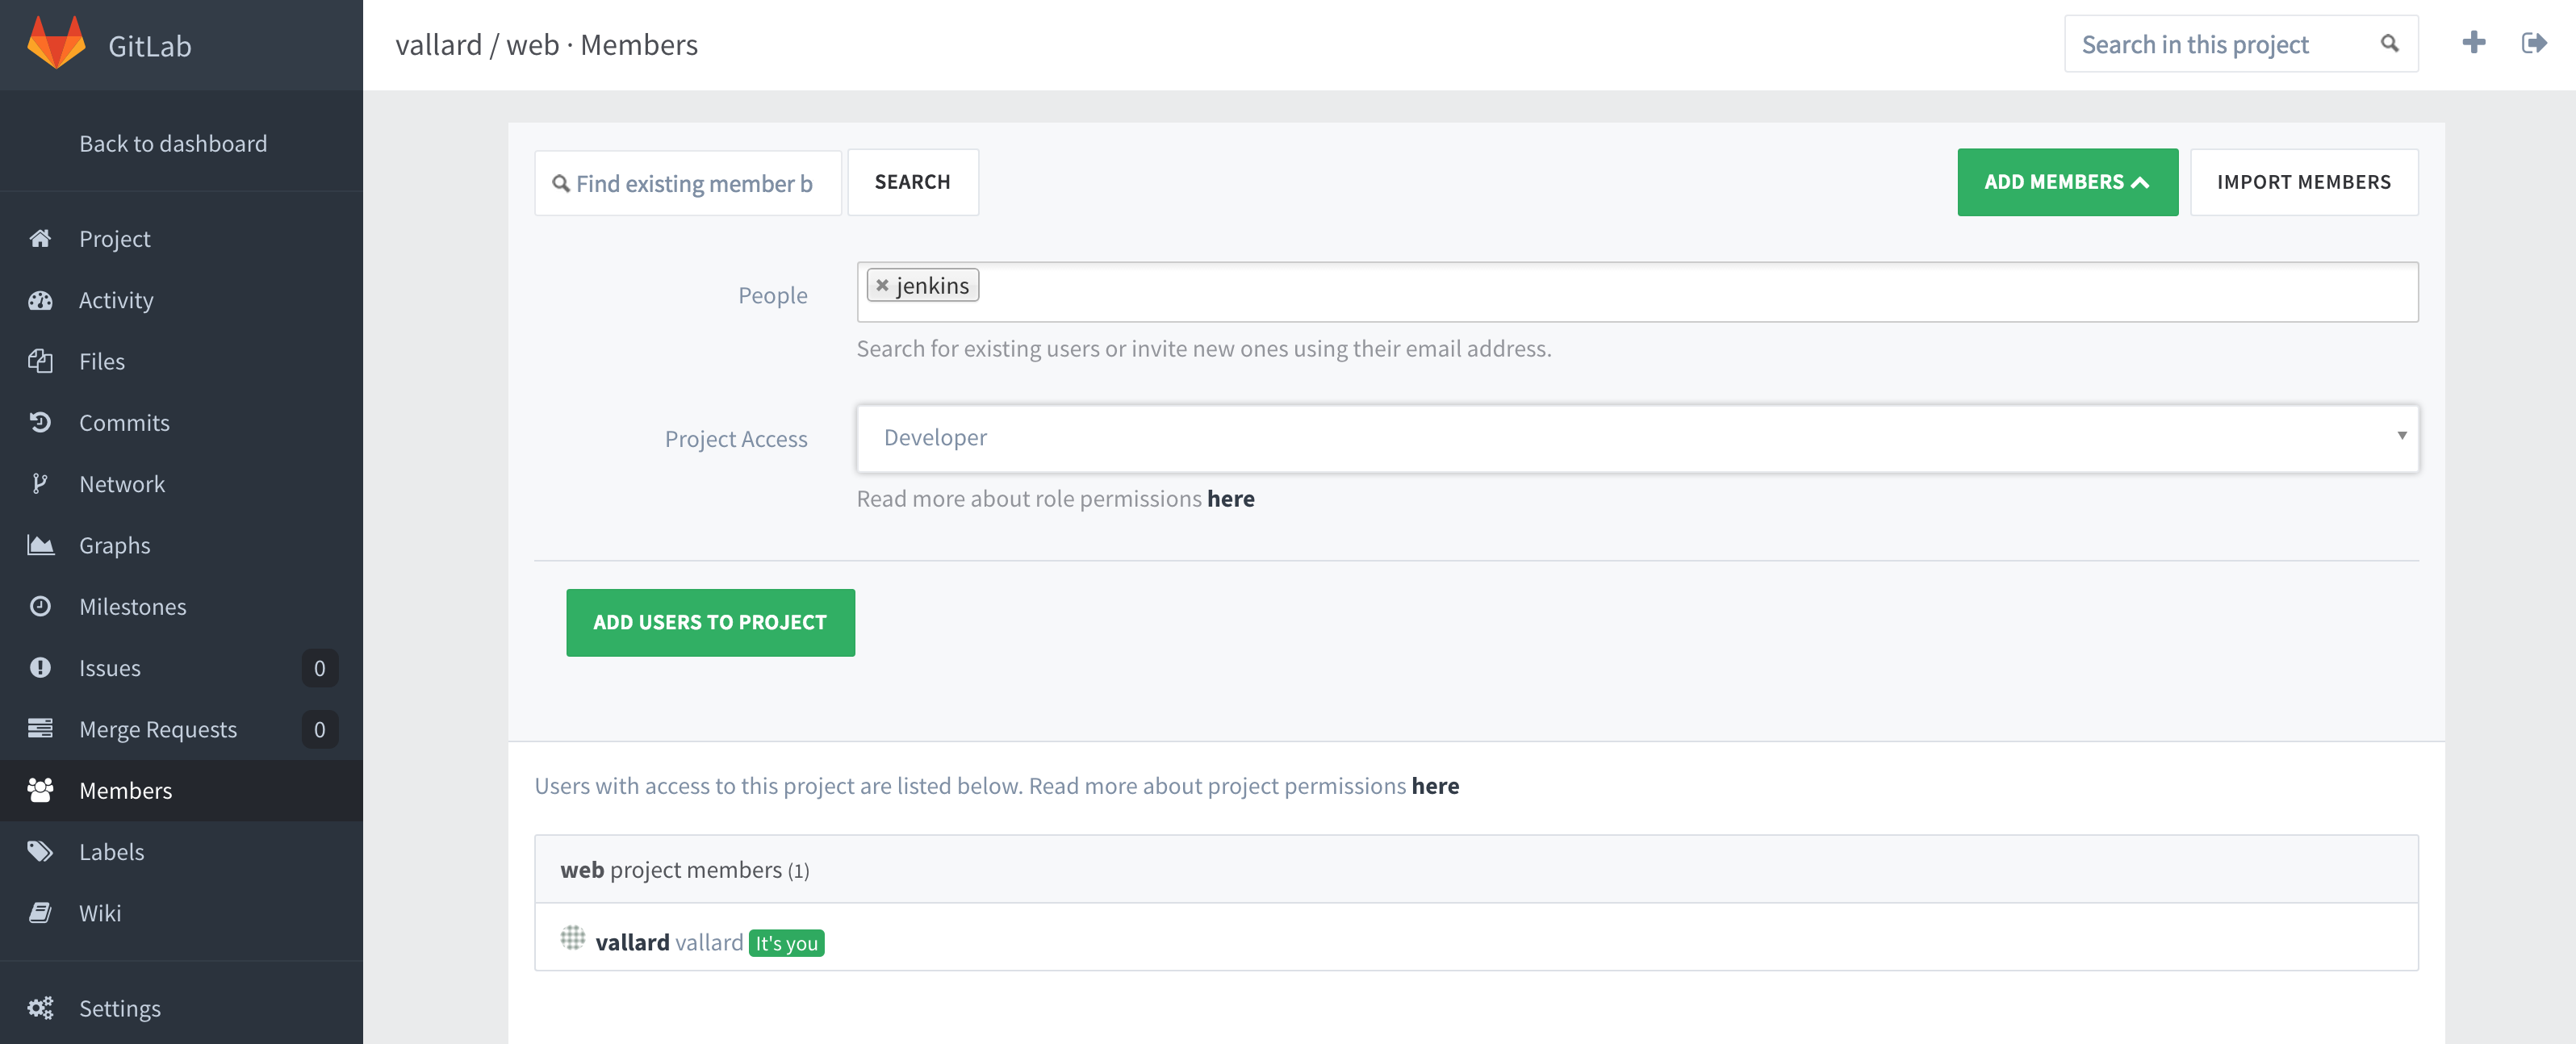 GitLab
vallard / web · Members
Search in this project
Back to dashboard
Project
Activity
Files
Commits
Network
Graphs
Milestones
Issues 0
Merge Requests 0
Members
Labels
Wiki
Settings
Find existing member b
SEARCH
ADD MEMBERS
IMPORT MEMBERS
People
jenkins
Search for existing users or invite new ones using their email address.
Project Access
Developer
Read more about role permissions here
ADD USERS TO PROJECT
Users with access to this project are listed below. Read more about project permissions here
web project members (1)
vallard vallard It's you